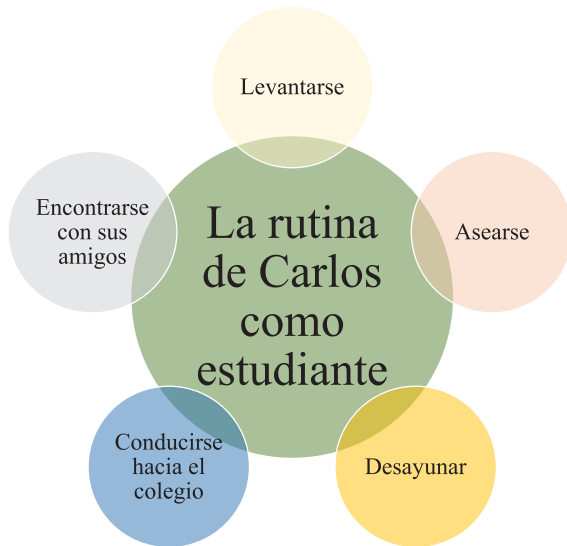 Levantarse
Encontrarse
con sus
amigos
La rutina
de Carlos
como
estudiante
Asearse
Conducirse
hacia el
colegio
Desayunar